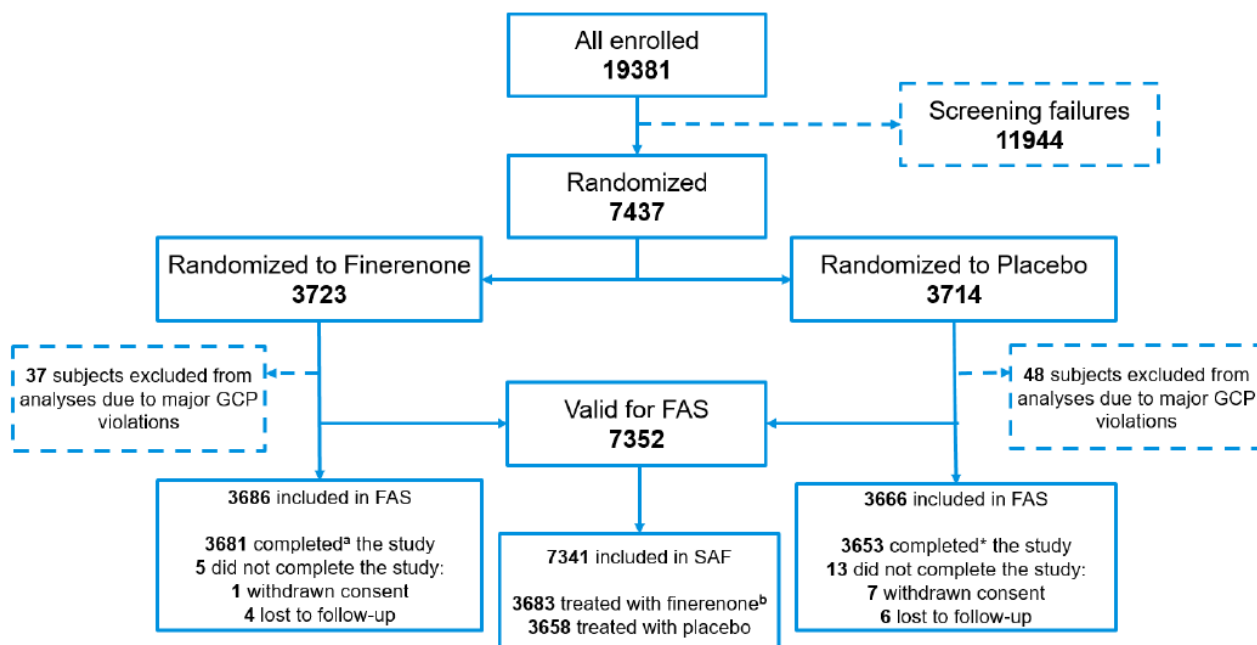 All enrolled
19381
Screening failures
11944
Randomized
7437
Randomized to Finerenone
3723
Randomized to Placebo
3714
37 subjects excluded from
analyses due to major GCP
violations
Valid for FAS
7352
48 subjects excluded from
analyses due to major GCP
violations
3686 included in FAS
3681 completedᵃ the study
5 did not complete the study:
1 withdrawn consent
4 lost to follow-up
7341 included in SAF
3683 treated with finerenoneᵇ
3658 treated with placebo
3666 included in FAS
3653 completed* the study
13 did not complete the study:
7 withdrawn consent
6 lost to follow-up